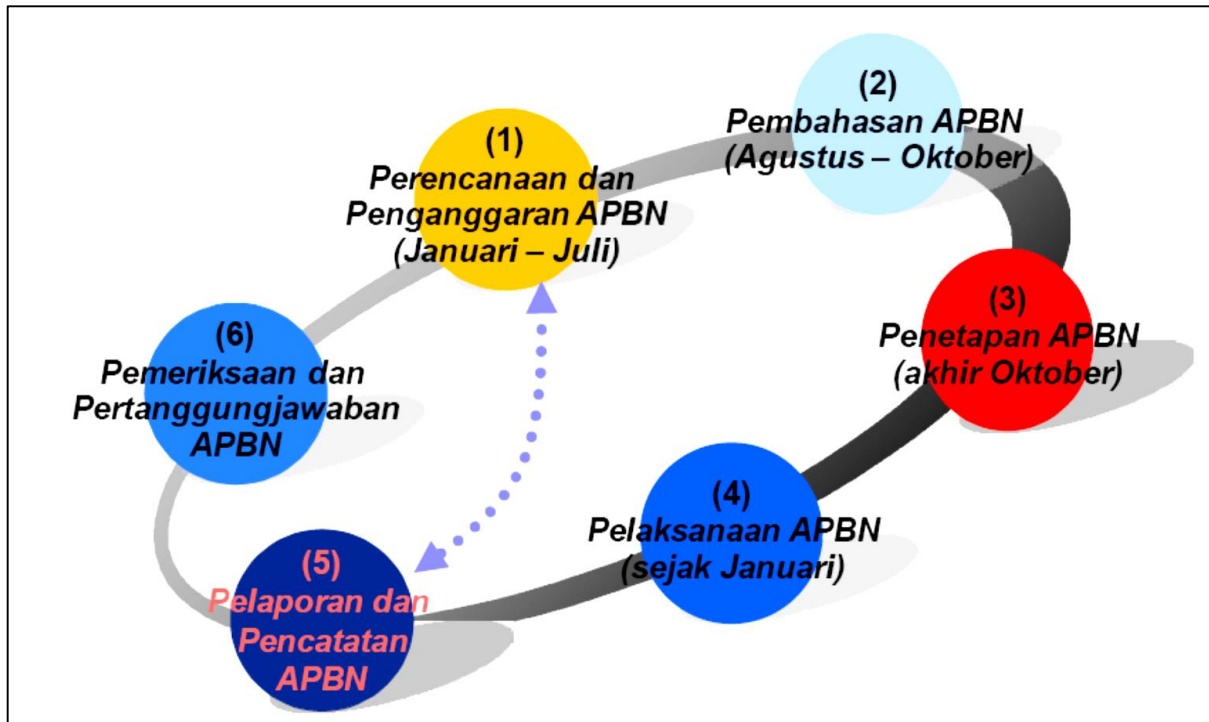 (1)
Perencanaan dan
Penganggaran APBN
(Januari – Juli)
(2)
Pembahasan APBN
(Agustus – Oktober)
(3)
Penetapan APBN
(akhir Oktober)
(4)
Pelaksanaan APBN
(sejak Januari)
(5)
Pelaporan dan
Pencatatan
APBN
(6)
Pemeriksaan dan
Pertanggungjawaban
APBN